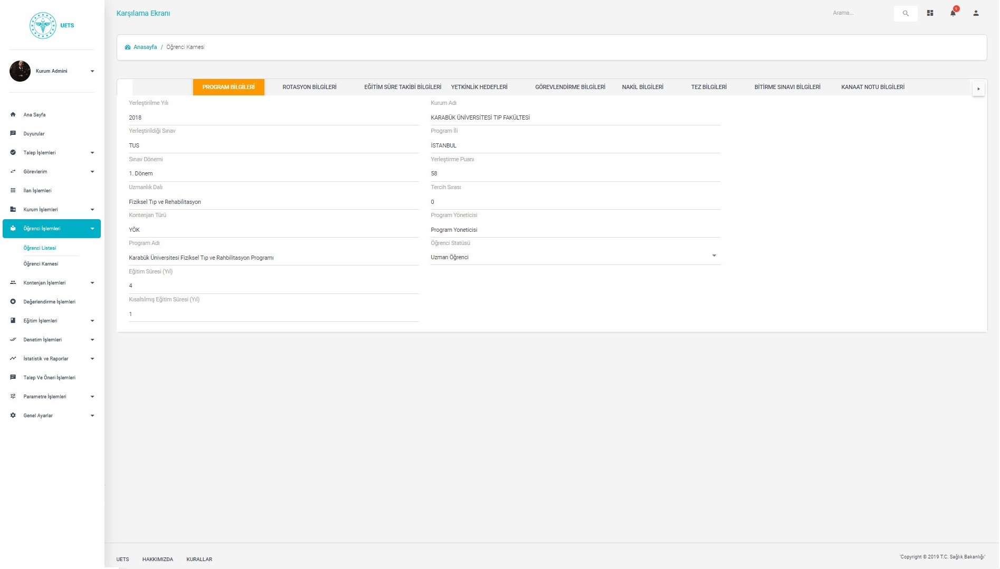 UETS
Kurum Admini
Ana Sayfa
Duyurular
Talep İşlemleri
Görevlerim
İlan İşlemleri
Kurum İşlemleri
Öğrenci İşlemleri
Öğrenci Listesi
Öğrenci Karnesi
Kontenjan İşlemleri
Değerlendirme İşlemleri
Eğitim İşlemleri
Denetim İşlemleri
İstatistik ve Raporlar
Talep Ve Öneri İşlemleri
Parametre İşlemleri
Genel Ayarlar
Karşılama Ekranı
Arama...
1
Anasayfa / Öğrenci Karnesi
PROGRAM BİLGİLERİ ROTASYON BİLGİLERİ EĞİTİM SÜRE TAKİBİ BİLGİLERİ YETKİNLİK HEDEFLERİ GÖREVLENDİRME BİLGİLERİ NAKİL BİLGİLERİ TEZ BİLGİLERİ BİTİRME SINAVI BİLGİLERİ KANAAT NOTU BİLGİLERİ
Yerleştirilme Yılı
2018
Yerleştirildiği Sınav
TUS
Sınav Dönemi
1. Dönem
Uzmanlık Dalı
Fiziksel Tıp ve Rehabilitasyon
Kontenjan Türü
YÖK
Program Adı
Karabük Üniversitesi Fiziksel Tıp ve Rahbilitasyon Programı
Eğitim Süresi (Yıl)
4
Kısaltılmış Eğitim Süresi (Yıl)
1
Kurum Adı
KARABÜK ÜNİVERSİTESİ TIP FAKÜLTESİ
Program İli
İSTANBUL
Yerleştirme Puanı
58
Tercih Sırası
0
Program Yöneticisi
Program Yoneticisi
Öğrenci Statüsü
Uzman Öğrenci
UETS HAKKIMIZDA KURALLAR
'Copyright © 2019 T.C. Sağlık Bakanlığı'